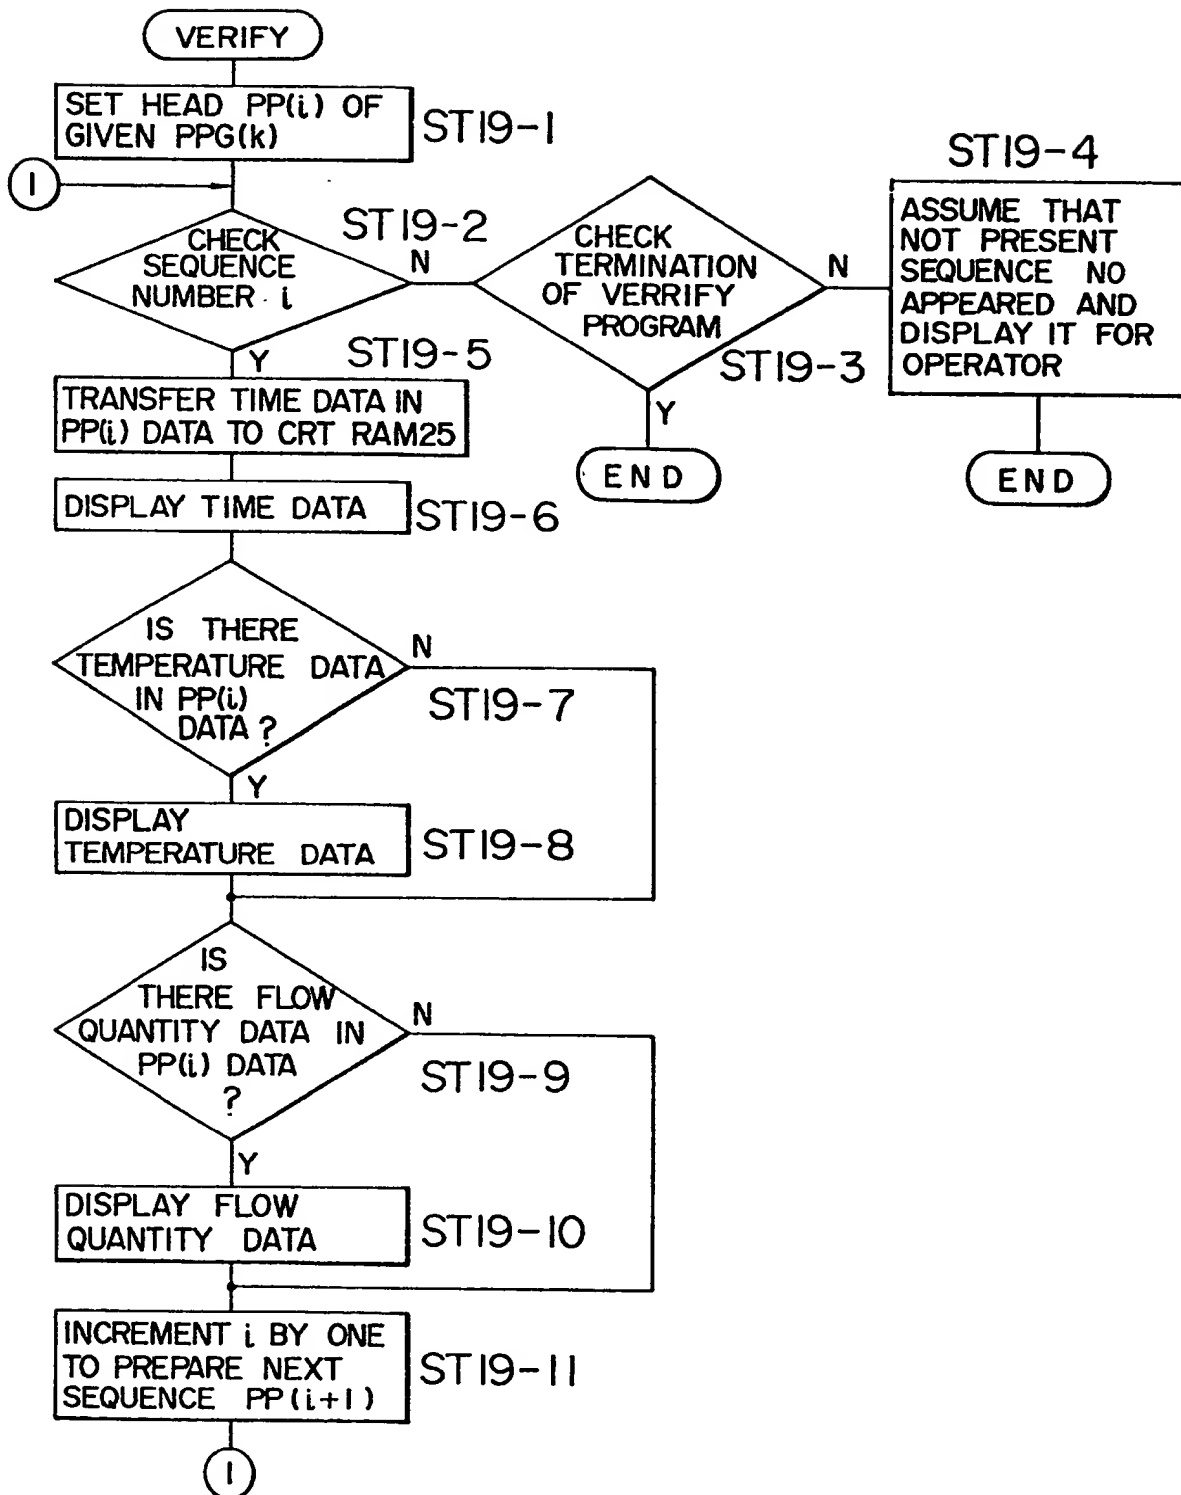 VERIFY
SET HEAD PP(i) OF
GIVEN PPG(k)
ST19-1
1
CHECK
SEQUENCE
NUMBER i
ST19-2
N
Y
CHECK
TERMINATION
OF VERRIFY
PROGRAM
ST19-3
N
Y
END
ST19-4
ASSUME THAT
NOT PRESENT
SEQUENCE NO
APPEARED AND
DISPLAY IT FOR
OPERATOR
END
ST19-5
TRANSFER TIME DATA IN
PP(i) DATA TO CRT RAM25
DISPLAY TIME DATA
ST19-6
IS THERE
TEMPERATURE DATA
IN PP(i)
DATA?
N
ST19-7
Y
DISPLAY
TEMPERATURE DATA
ST19-8
IS
THERE FLOW
QUANTITY DATA IN
PP(i) DATA
?
N
ST19-9
Y
DISPLAY FLOW
QUANTITY DATA
ST19-10
INCREMENT i BY ONE
TO PREPARE NEXT
SEQUENCE PP(i+1)
ST19-11
1